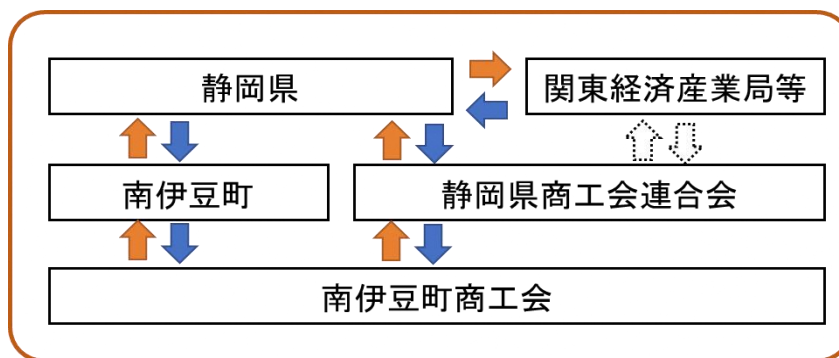 静岡県
関東経済産業局等
南伊豆町
静岡県商工会連合会
南伊豆町商工会